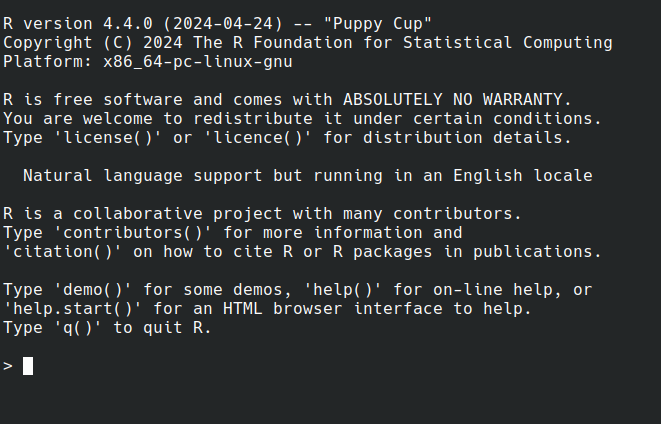 R version 4.4.0 (2024-04-24) -- "Puppy Cup"
Copyright (C) 2024 The R Foundation for Statistical Computing
Platform: x86_64-pc-linux-gnu
R is free software and comes with ABSOLUTELY NO WARRANTY.
You are welcome to redistribute it under certain conditions.
Type 'license()' or 'licence()' for distribution details.
Natural language support but running in an English locale
R is a collaborative project with many contributors.
Type 'contributors()' for more information and
'citation()' on how to cite R or R packages in publications.
Type 'demo()' for some demos, 'help()' for on-line help, or
'help.start()' for an HTML browser interface to help.
Type 'q()' to quit R.
>